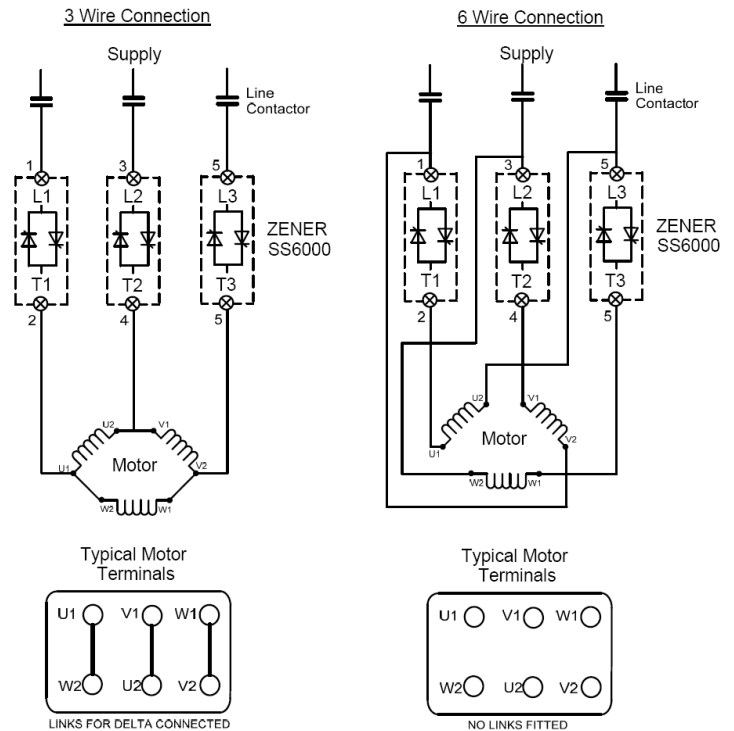 3 Wire Connection
Supply
Line
Contactor
1
3
5
L1
L2
L3
ZENER
SS6000
T1
T2
T3
2
4
5
U2
V1
U1
Motor
V2
W2
W1
Typical Motor
Terminals
U1
V1
W1
W2
U2
V2
LINKS FOR DELTA CONNECTED
6 Wire Connection
Supply
Line
Contactor
1
3
5
L1
L2
L3
ZENER
SS6000
T1
T2
T3
2
4
5
U2
V1
Motor
U1
V2
W2
W1
Typical Motor
Terminals
U1
V1
W1
W2
U2
V2
NO LINKS FITTED